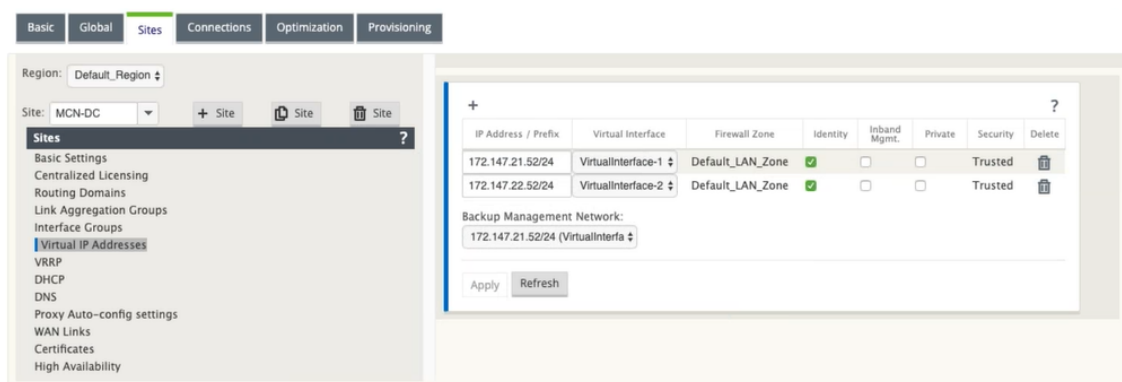 Basic Global Sites Connections Optimization Provisioning
Region: Default_Region
Site: MCN-DC + Site Site Site
Sites ?
Basic Settings
Centralized Licensing
Routing Domains
Link Aggregation Groups
Interface Groups
Virtual IP Addresses
VRRP
DHCP
DNS
Proxy Auto-config settings
WAN Links
Certificates
High Availability
+ ?
IP Address / Prefix Virtual Interface Firewall Zone Identity Inband Mgmt. Private Security Delete
172.147.21.52/24 VirtualInterface-1 Default_LAN_Zone Trusted
172.147.22.52/24 VirtualInterface-2 Default_LAN_Zone Trusted
Backup Management Network:
172.147.21.52/24 (VirtualInterfa
Apply Refresh